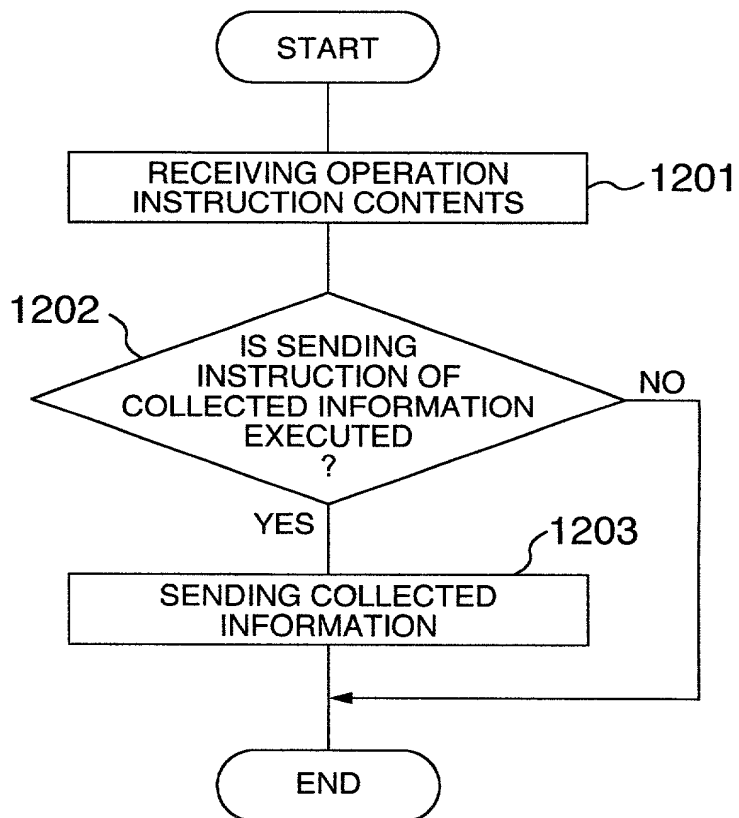 START
RECEIVING OPERATION
INSTRUCTION CONTENTS
1201
1202
IS SENDING
INSTRUCTION OF
COLLECTED INFORMATION
EXECUTED
?
NO
YES
1203
SENDING COLLECTED
INFORMATION
END